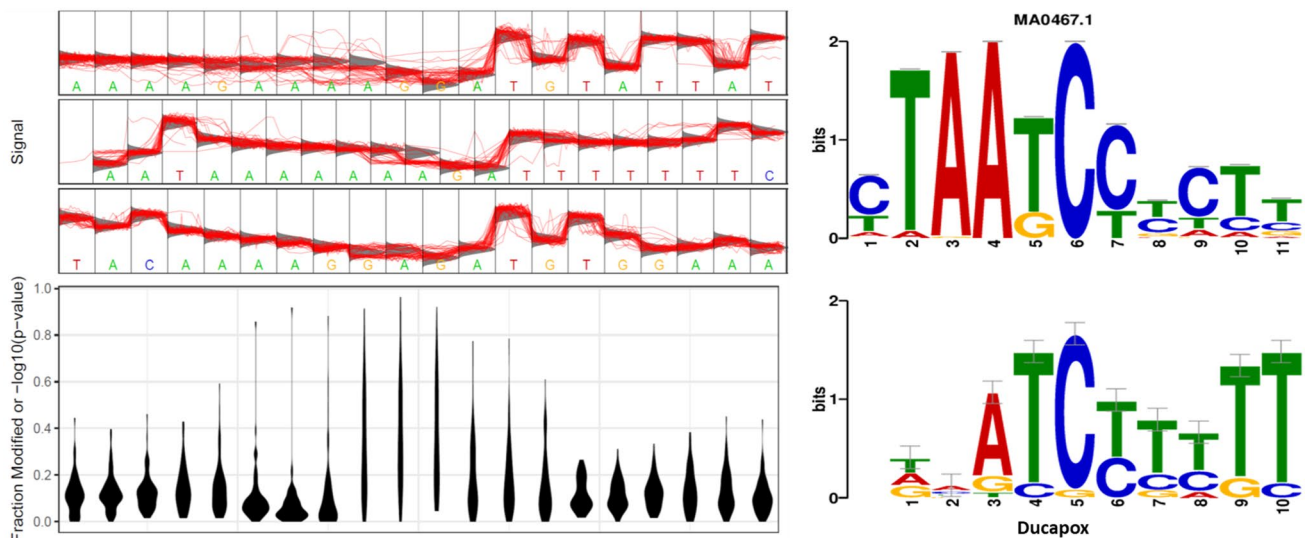 Signal
A A A A G A A A A G G A T G T A T T A T
A A T A A A A A A A G A T T T T T T T C
T A C A A A A G G A G A T G T G G A A A
Fraction Modified or −log10(p-value)
1.0
0.8
0.6
0.4
0.2
0.0
MA0467.1
bits
2
1
0
C T A A T C C T C T T
1 2 3 4 5 6 7 8 9 10 11
bits
2
1
0
T A A T C T T T T T
1 2 3 4 5 6 7 8 9 10
Ducapox